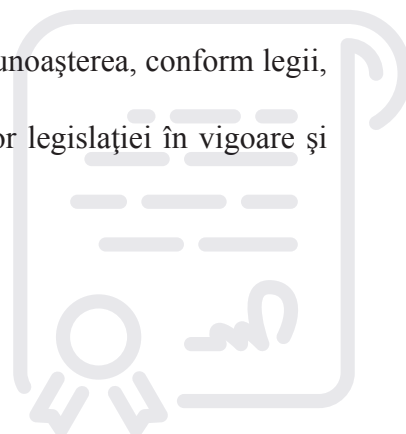 unoaşterea, conform legii,
or legislaţiei în vigoare şi